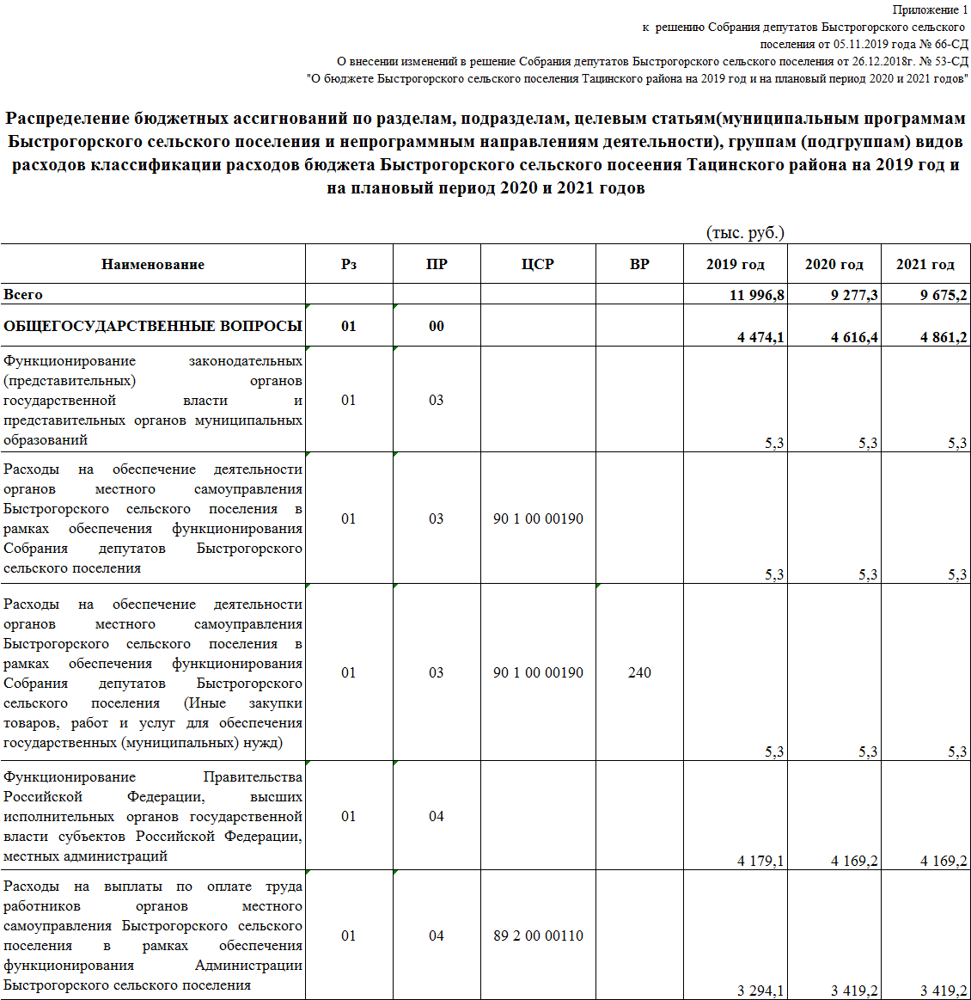 Приложение 1
к решению Собрания депутатов Быстрогорского сельского
поселения от 05.11.2019 года № 66-СД
О внесении изменений в решение Собрания депутатов Быстрогорского сельского поселения от 26.12.2018г. № 53-СД
"О бюджете Быстрогорского сельского поселения Тацинского района на 2019 год и на плановый период 2020 и 2021 годов"
Распределение бюджетных ассигнований по разделам, подразделам, целевым статьям(муниципальным программам
Быстрогорского сельского поселения и непрограммным направлениям деятельности), группам (подгруппам) видов
расходов классификации расходов бюджета Быстрогорского сельского посеения Тацинского района на 2019 год и
на плановый период 2020 и 2021 годов
(тыс. руб.)
Наименование Рз ПР ЦСР ВР 2019 год 2020 год 2021 год
Всего 11 996,8 9 277,3 9 675,2
ОБЩЕГОСУДАРСТВЕННЫЕ ВОПРОСЫ 01 00 4 474,1 4 616,4 4 861,2
Функционирование законодательных
(представительных) органов
государственной власти и
представительных органов муниципальных
образований
01 03 5,3 5,3 5,3
Расходы на обеспечение деятельности
органов местного самоуправления
Быстрогорского сельского поселения в
рамках обеспечения функционирования
Собрания депутатов Быстрогорского
сельского поселения
01 03 90 1 00 00190 5,3 5,3 5,3
Расходы на обеспечение деятельности
органов местного самоуправления
Быстрогорского сельского поселения в
рамках обеспечения функционирования
Собрания депутатов Быстрогорского
сельского поселения (Иные закупки
товаров, работ и услуг для обеспечения
государственных (муниципальных) нужд)
01 03 90 1 00 00190 240 5,3 5,3 5,3
Функционирование Правительства
Российской Федерации, высших
исполнительных органов государственной
власти субъектов Российской Федерации,
местных администраций
01 04 4 179,1 4 169,2 4 169,2
Расходы на выплаты по оплате труда
работников органов местного
самоуправления Быстрогорского сельского
поселения в рамках обеспечения
функционирования Администрации
Быстрогорского сельского поселения
01 04 89 2 00 00110 3 294,1 3 419,2 3 419,2